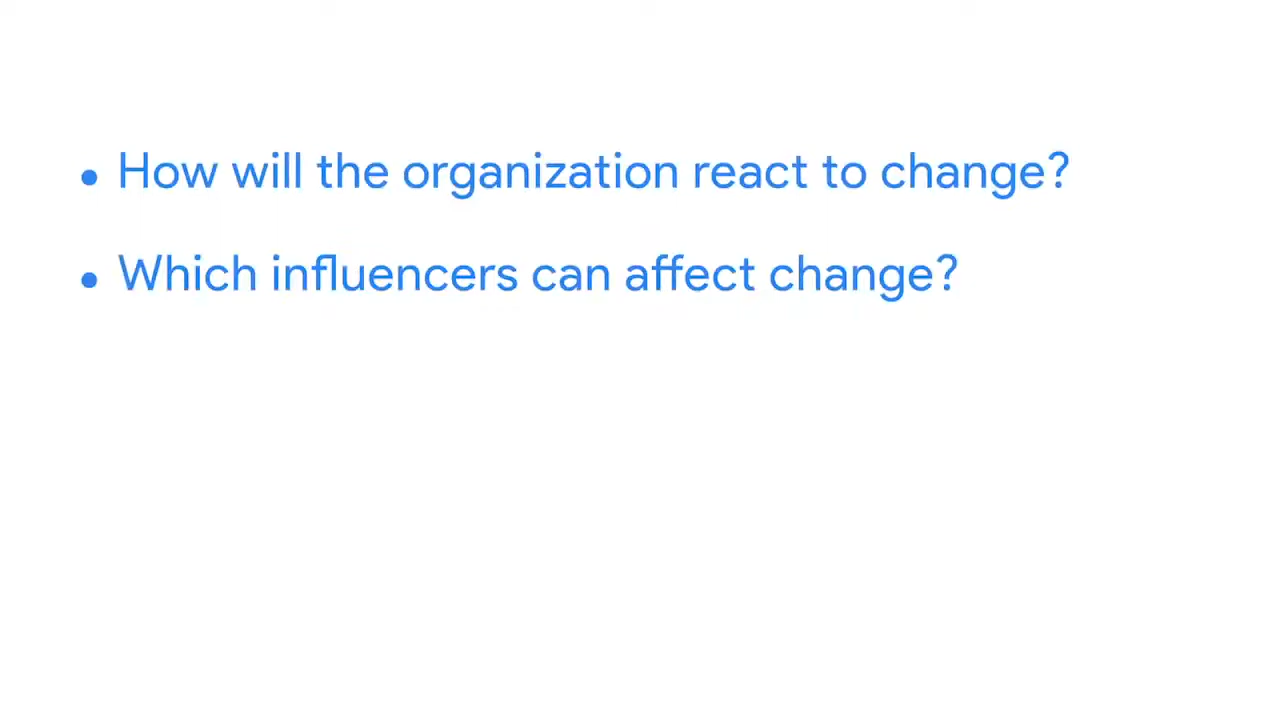 • How will the organization react to change?
• Which influencers can affect change?